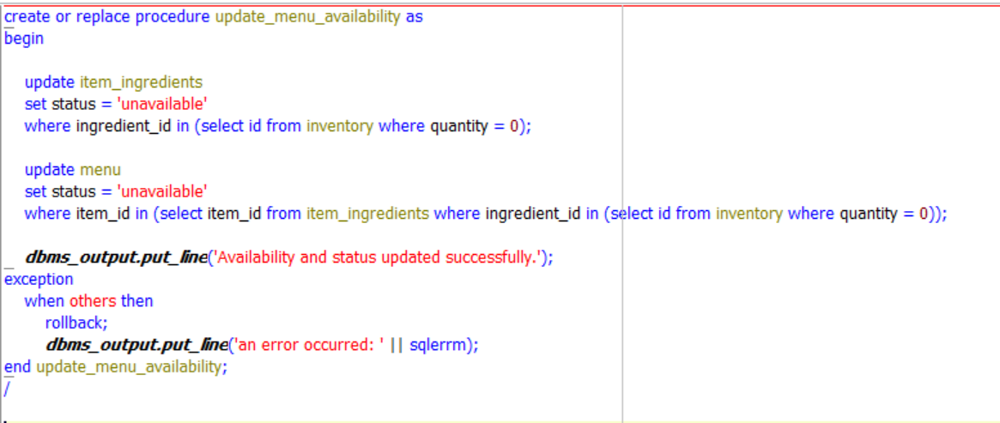 create or replace procedure update_menu_availability as
begin
update item_ingredients
set status = 'unavailable'
where ingredient_id in (select id from inventory where quantity = 0);
update menu
set status = 'unavailable'
where item_id in (select item_id from item_ingredients where ingredient_id in (select id from inventory where quantity = 0));
dbms_output.put_line('Availability and status updated successfully.');
exception
when others then
rollback;
dbms_output.put_line('an error occurred: ' || sqlerrm);
end update_menu_availability;
/